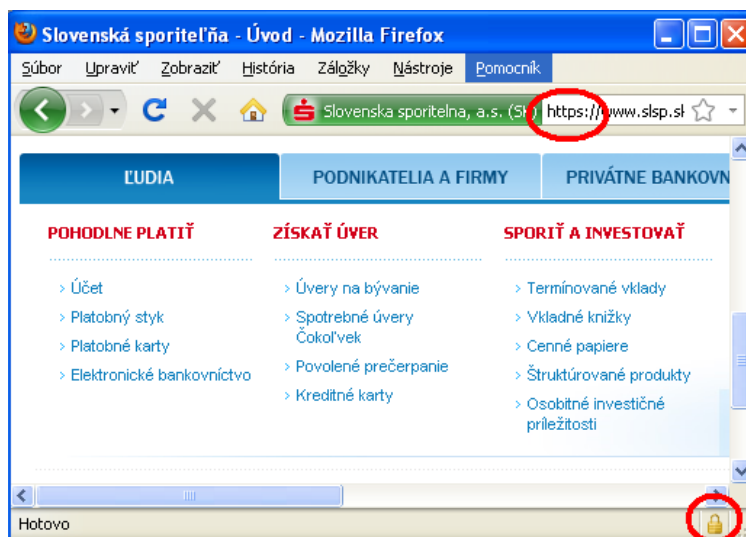 Slovenská sporiteľňa - Úvod - Mozilla Firefox
Súbor Upraviť Zobraziť História Záložky Nástroje Pomocník
Slovenska sporitelna, a.s. (SK) https://www.slsp.sk
ĽUDIA PODNIKATELIA A FIRMY PRIVÁTNE BANKOVN
POHODLNE PLATIŤ
Účet
Platobný styk
Platobné karty
Elektronické bankovníctvo
ZÍSKAŤ ÚVER
Úvery na bývanie
Spotrebné úvery
Čokoľvek
Povolené prečerpanie
Kreditné karty
SPORIŤ A INVESTOVAŤ
Termínované vklady
Vkladné knižky
Cenné papiere
Štruktúrované produkty
Osobitné investičné
príležitosti
Hotovo